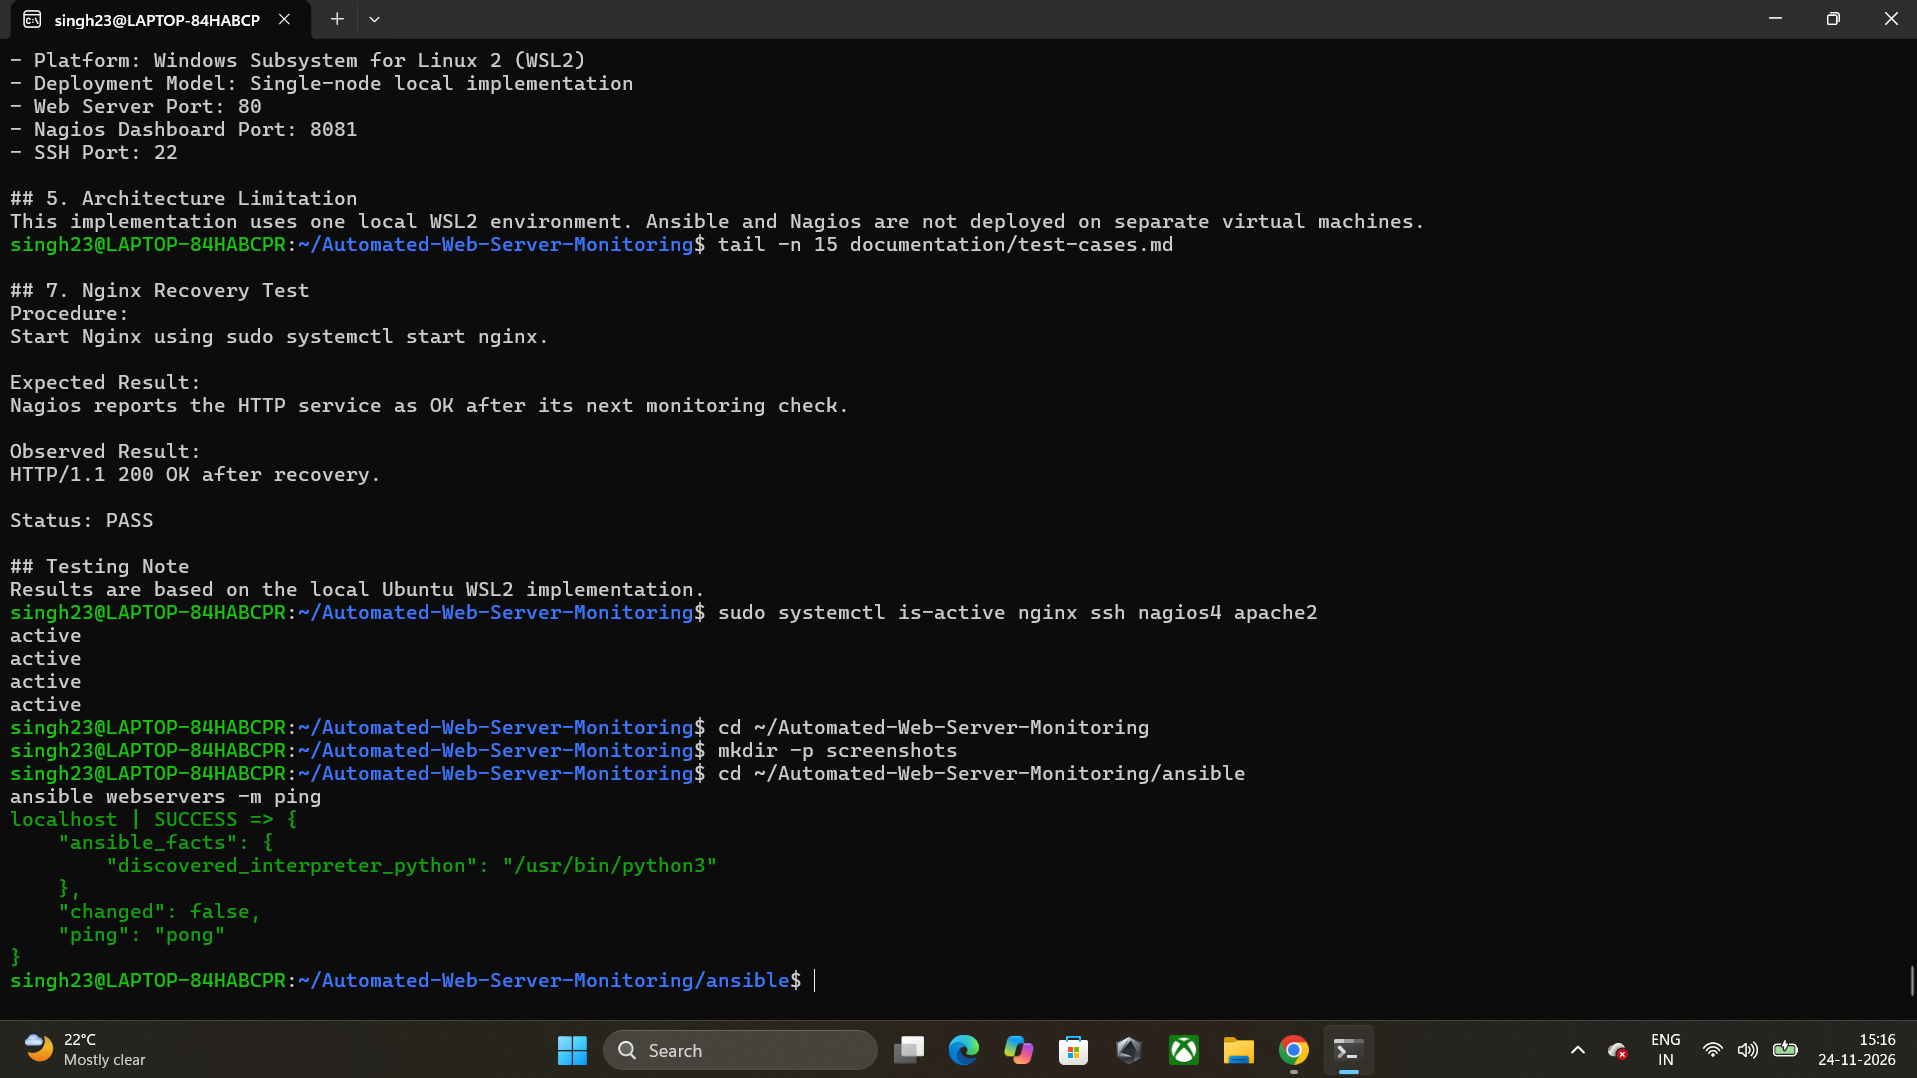 singh23@LAPTOP-84HABCP
- Platform: Windows Subsystem for Linux 2 (WSL2)
- Deployment Model: Single-node local implementation
- Web Server Port: 80
- Nagios Dashboard Port: 8081
- SSH Port: 22
## 5. Architecture Limitation
This implementation uses one local WSL2 environment. Ansible and Nagios are not deployed on separate virtual machines.
singh23@LAPTOP-84HABCPR:~/Automated-Web-Server-Monitoring$ tail -n 15 documentation/test-cases.md
## 7. Nginx Recovery Test
Procedure:
Start Nginx using sudo systemctl start nginx.
Expected Result:
Nagios reports the HTTP service as OK after its next monitoring check.
Observed Result:
HTTP/1.1 200 OK after recovery.
Status: PASS
## Testing Note
Results are based on the local Ubuntu WSL2 implementation.
singh23@LAPTOP-84HABCPR:~/Automated-Web-Server-Monitoring$ sudo systemctl is-active nginx ssh nagios4 apache2
active
active
active
active
singh23@LAPTOP-84HABCPR:~/Automated-Web-Server-Monitoring$ cd ~/Automated-Web-Server-Monitoring
singh23@LAPTOP-84HABCPR:~/Automated-Web-Server-Monitoring$ mkdir -p screenshots
singh23@LAPTOP-84HABCPR:~/Automated-Web-Server-Monitoring$ cd ~/Automated-Web-Server-Monitoring/ansible
ansible webservers -m ping
localhost | SUCCESS => {
    "ansible_facts": {
        "discovered_interpreter_python": "/usr/bin/python3"
    },
    "changed": false,
    "ping": "pong"
}
singh23@LAPTOP-84HABCPR:~/Automated-Web-Server-Monitoring/ansible$
22°C
Mostly clear
Search
ENG
IN
15:16
24-11-2026